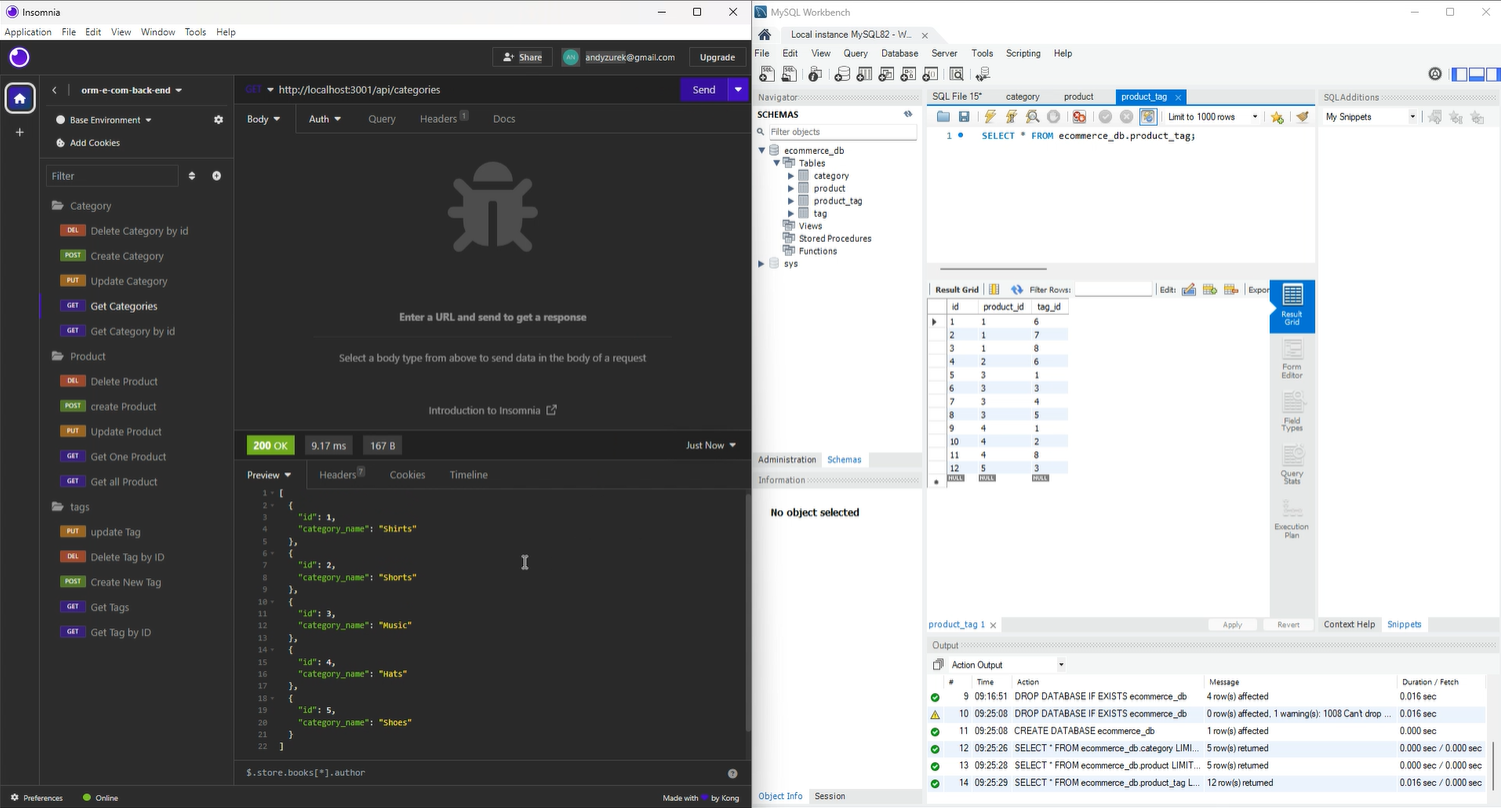 Insomnia
Application File Edit View Window Tools Help
Share AN andyzurek@gmail.com Upgrade
orm-e-com-back-end
Base Environment
Add Cookies
Filter
Category
DEL Delete Category by id
POST Create Category
PUT Update Category
GET Get Categories
GET Get Category by id
Product
DEL Delete Product
POST create Product
PUT Update Product
GET Get One Product
GET Get all Product
tags
PUT update Tag
DEL Delete Tag by ID
POST Create New Tag
GET Get Tags
GET Get Tag by ID
Preferences Online
GET http://localhost:3001/api/categories Send
Body Auth Query Headers 1 Docs
Enter a URL and send to get a response
Select a body type from above to send data in the body of a request
Introduction to Insomnia
200 OK 9.17 ms 167 B Just Now
Preview Headers 7 Cookies Timeline
1 [
2 {
3 "id": 1,
4 "category_name": "Shirts"
5 },
6 {
7 "id": 2,
8 "category_name": "Shorts"
9 },
10 {
11 "id": 3,
12 "category_name": "Music"
13 },
14 {
15 "id": 4,
16 "category_name": "Hats"
17 },
18 {
19 "id": 5,
20 "category_name": "Shoes"
21 }
22 ]
$.store.books[*].author
Made with by Kong
MySQL Workbench
Local instance MySQL82 - W...
File Edit View Query Database Server Tools Scripting Help
Navigator
SCHEMAS
Filter objects
ecommerce_db
Tables
category
product
product_tag
tag
Views
Stored Procedures
Functions
sys
Administration Schemas
Information
No object selected
Object Info Session
SQL File 15* category product product_tag
Limit to 1000 rows
1 SELECT * FROM ecommerce_db.product_tag;
Result Grid Filter Rows: Edit: Expor
id product_id tag_id
1 1 6
2 1 7
3 1 8
4 2 6
5 3 1
6 3 3
7 3 4
8 3 5
9 4 1
10 4 2
11 4 8
12 5 3
NULL NULL NULL
Result Grid
Form Editor
Field Types
Query Stats
Execution Plan
product_tag 1 Apply Revert
SQLAdditions
My Snippets
Context Help Snippets
Output
Action Output
# Time Action Message Duration / Fetch
9 09:16:51 DROP DATABASE IF EXISTS ecommerce_db 4 row(s) affected 0.016 sec
10 09:25:08 DROP DATABASE IF EXISTS ecommerce_db 0 row(s) affected, 1 warning(s): 1008 Can't drop ... 0.016 sec
11 09:25:08 CREATE DATABASE ecommerce_db 1 row(s) affected 0.000 sec
12 09:25:26 SELECT * FROM ecommerce_db.category LIMI... 5 row(s) returned 0.000 sec / 0.000 sec
13 09:25:28 SELECT * FROM ecommerce_db.product LIMIT... 5 row(s) returned 0.000 sec / 0.000 sec
14 09:25:29 SELECT * FROM ecommerce_db.product_tag L... 12 row(s) returned 0.016 sec / 0.000 sec